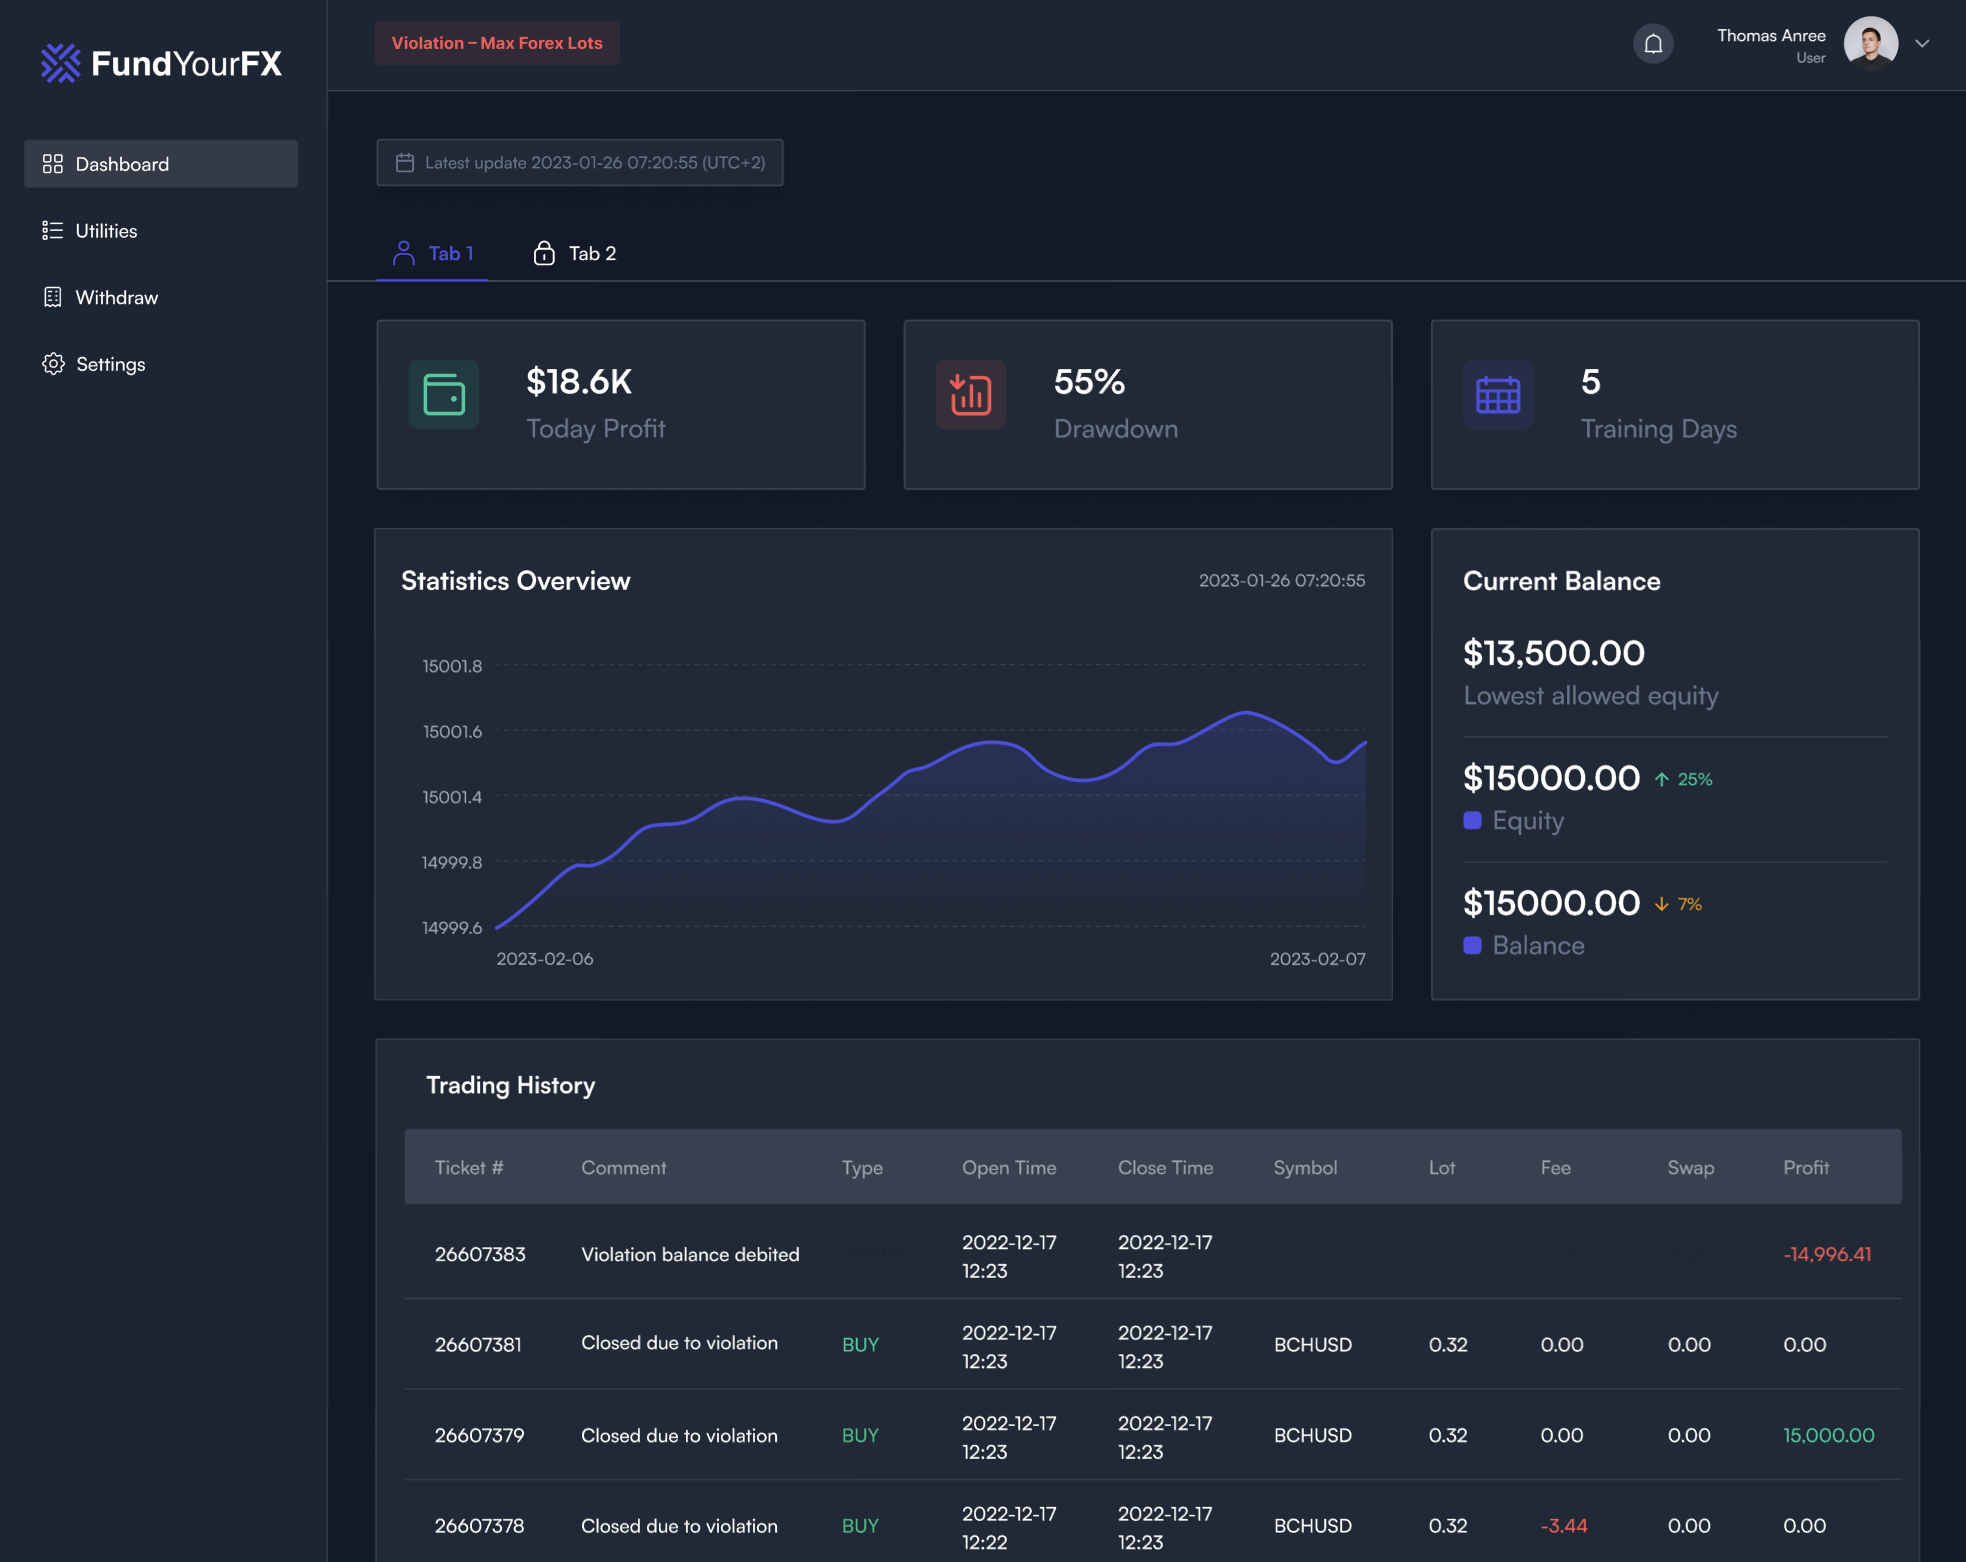 FundYourFX
Violation – Max Forex Lots
Thomas Anree
User
Dashboard
Utilities
Withdraw
Settings
Latest update 2023-01-26 07:20:55 (UTC+2)
Tab 1
Tab 2
$18.6K
Today Profit
55%
Drawdown
5
Training Days
Statistics Overview
2023-01-26 07:20:55
15001.8
15001.6
15001.4
14999.8
14999.6
2023-02-06
2023-02-07
Current Balance
$13,500.00
Lowest allowed equity
$15000.00 ↑ 25%
Equity
$15000.00 ↓ 7%
Balance
Trading History
Ticket # Comment Type Open Time Close Time Symbol Lot Fee Swap Profit
26607383 Violation balance debited 2022-12-17 12:23 2022-12-17 12:23 -14,996.41
26607381 Closed due to violation BUY 2022-12-17 12:23 2022-12-17 12:23 BCHUSD 0.32 0.00 0.00 0.00
26607379 Closed due to violation BUY 2022-12-17 12:23 2022-12-17 12:23 BCHUSD 0.32 0.00 0.00 15,000.00
26607378 Closed due to violation BUY 2022-12-17 12:22 2022-12-17 12:23 BCHUSD 0.32 -3.44 0.00 0.00